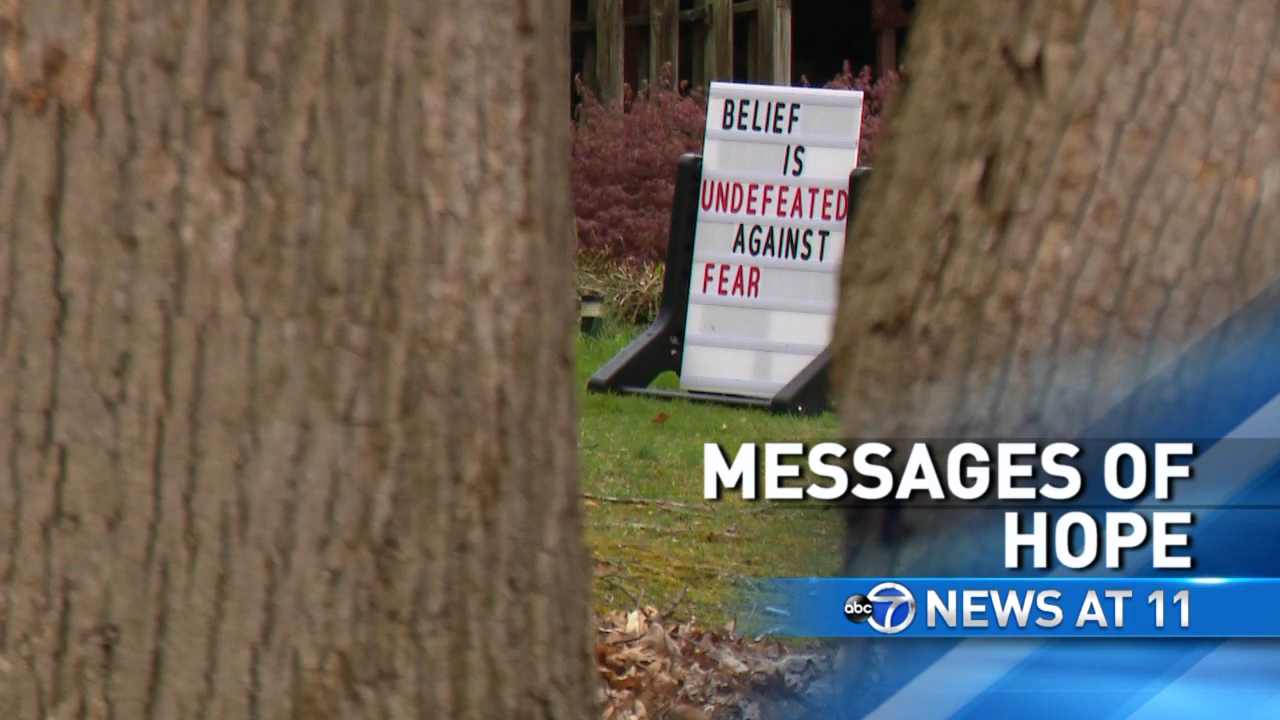 BELIEF
IS
UNDEFEATED
AGAINST
FEAR
MESSAGES OF
HOPE
abc 7 NEWS AT 11